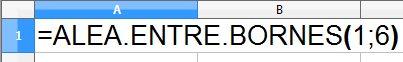 A B
1 =ALEA.ENTRE.BORNES(1;6)